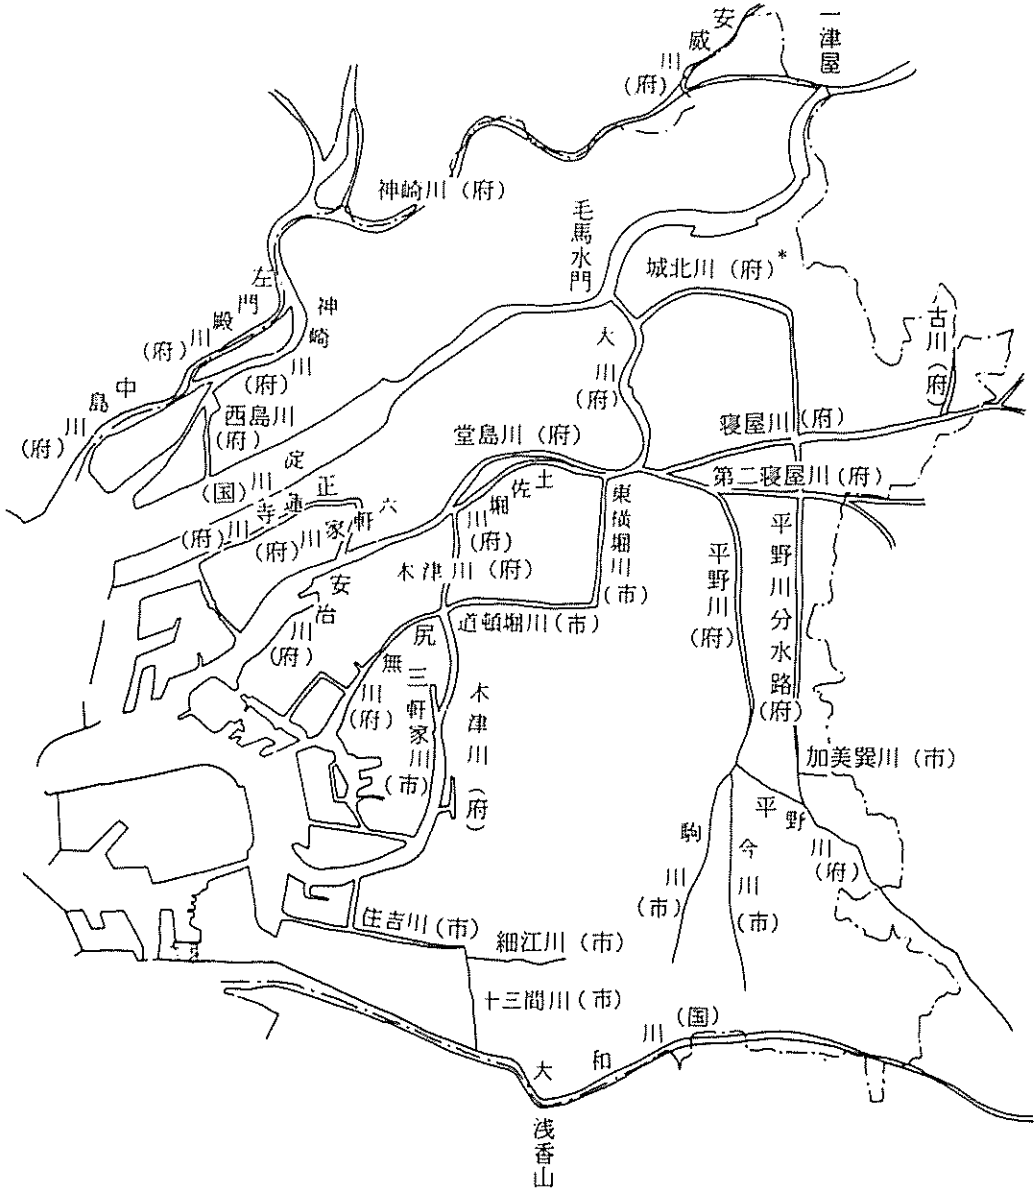 安威川(府)
一津屋
神崎川(府)
毛馬水門
城北川(府)*
左門殿川(府)
神崎川(府)
中島川(府)
西島川(府)
大川(府)
古川(府)
寝屋川(府)
堂島川(府)
第二寝屋川(府)
淀川(国)
正蓮寺川(府)
六軒家川(府)
土佐堀川(府)
東横堀川(市)
平野川(府)
平野川分水路(府)
木津川(府)
安治川(府)
道頓堀川(市)
尻無川(府)
三軒家川(市)
木津川(府)
加美巽川(市)
平野川(府)
駒川(市)
今川(市)
住吉川(市)
細江川(市)
十三間川(市)
大和川(国)
浅香山